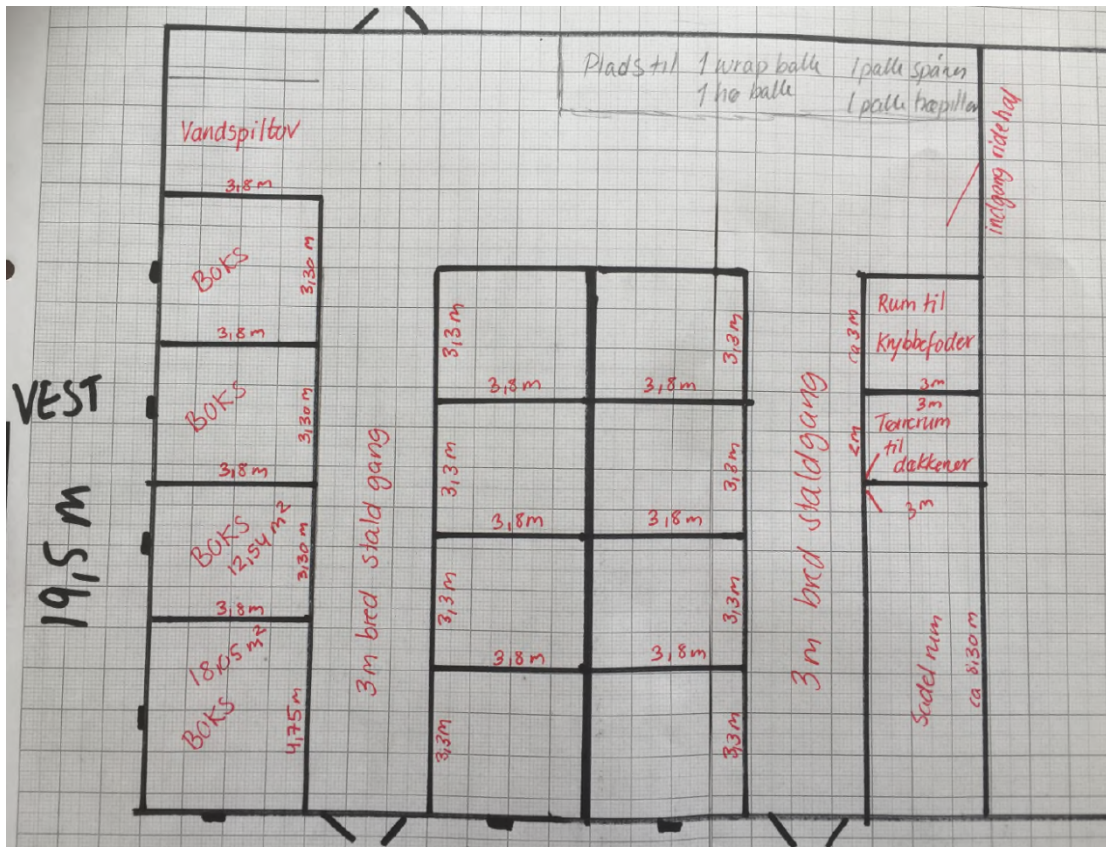 Plads til 1 wrap balle 1 palle spåner
1 hø balle 1 palle træpiller
Vandspiltov
3,8 m
BOKS
3,30 m
3,8 m
BOKS
3,30 m
3,8 m
BOKS
12,54 m²
3,30 m
3,8 m
18,05 m²
BOKS
4,75 m
VEST
19,5 m
3 m bred stald gang
3,3 m
3,8 m
3,3 m
3,8 m
3,3 m
3,8 m
3,3 m
3,3 m
3,8 m
3,3 m
3,8 m
3,3 m
3,8 m
3,3 m
3 m bred staldgang
indgang ridehal
Rum til
Krybbefoder
ca 3 m
3 m
3 m
Tørrerum
til
dækkener
2 m
3 m
Sadel rum
ca 8,30 m